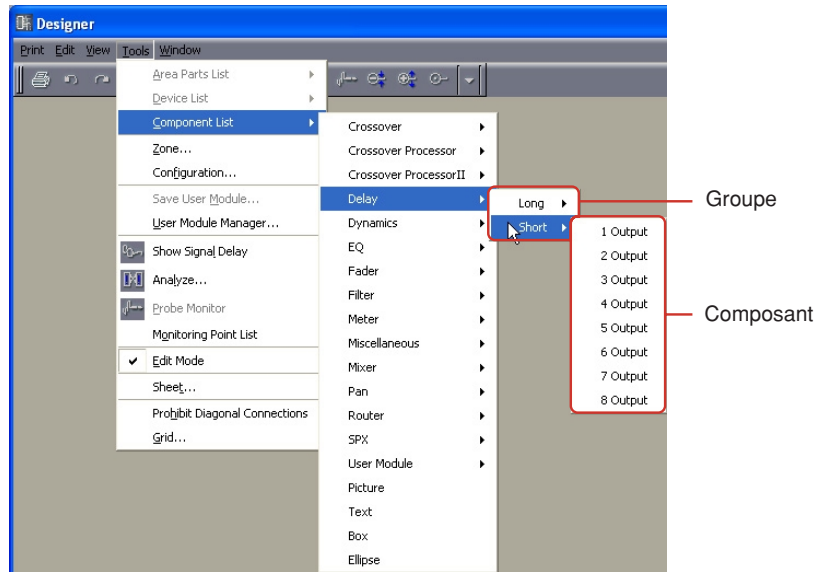 Designer
Print Edit View Tools Window
Area Parts List
Device List
Component List
Zone...
Configuration...
Save User Module...
User Module Manager...
Show Signal Delay
Analyze...
Probe Monitor
Monitoring Point List
Edit Mode
Sheet...
Prohibit Diagonal Connections
Grid...
Crossover
Crossover Processor
Crossover ProcessorII
Delay
Dynamics
EQ
Fader
Filter
Meter
Miscellaneous
Mixer
Pan
Router
SPX
User Module
Picture
Text
Box
Ellipse
Long
Short
1 Output
2 Output
3 Output
4 Output
5 Output
6 Output
7 Output
8 Output
Groupe
Composant